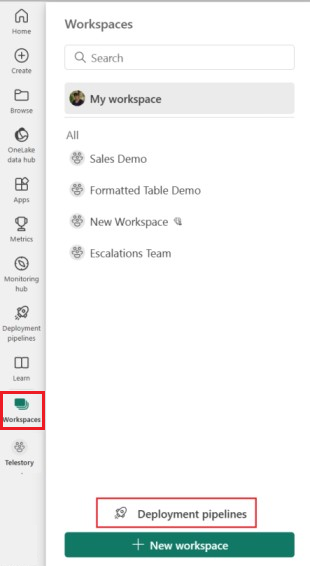 Home
Create
Browse
OneLake
data hub
Apps
Metrics
Monitoring
hub
Deployment
pipelines
Learn
Workspaces
Telestory
Workspaces
Search
My workspace
All
Sales Demo
Formatted Table Demo
New Workspace
Escalations Team
Deployment pipelines
+ New workspace